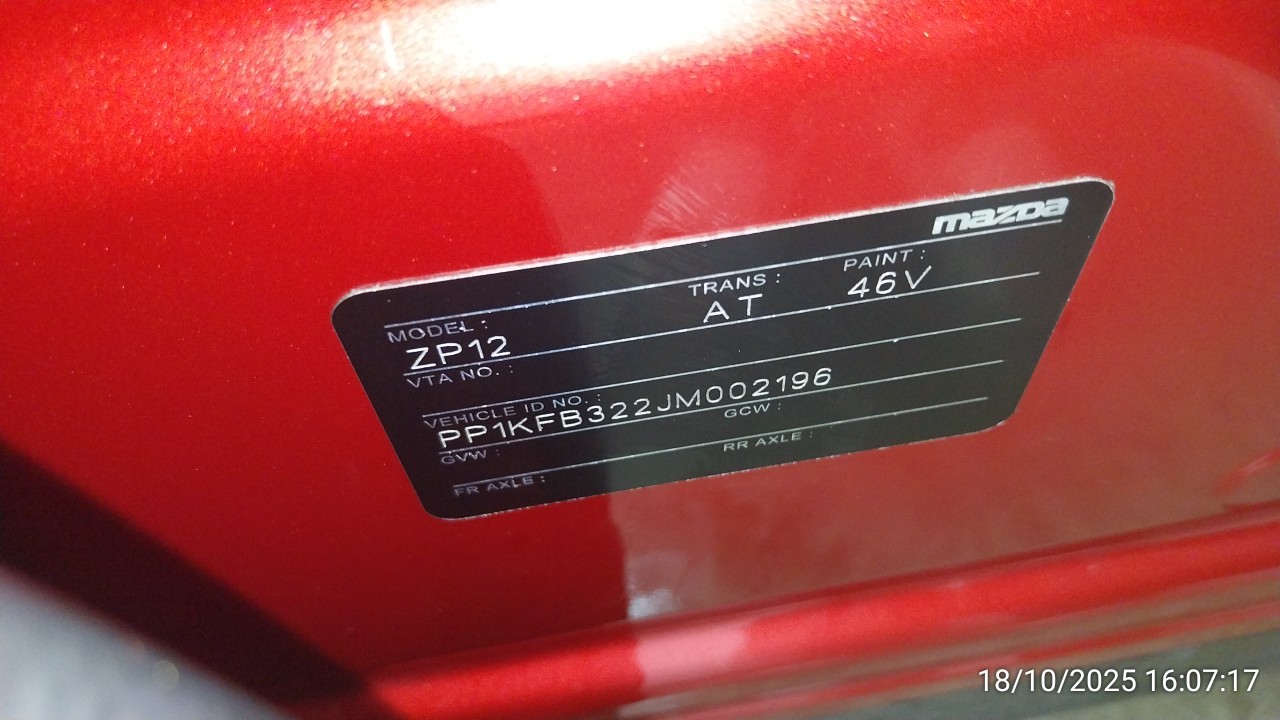 mazda
MODEL : TRANS : PAINT :
ZP12 AT 46V
VTA NO. :
VEHICLE ID NO. :
PP1KFB322JM002196
GVW : GCW :
FR AXLE : RR AXLE :
18/10/2025 16:07:17